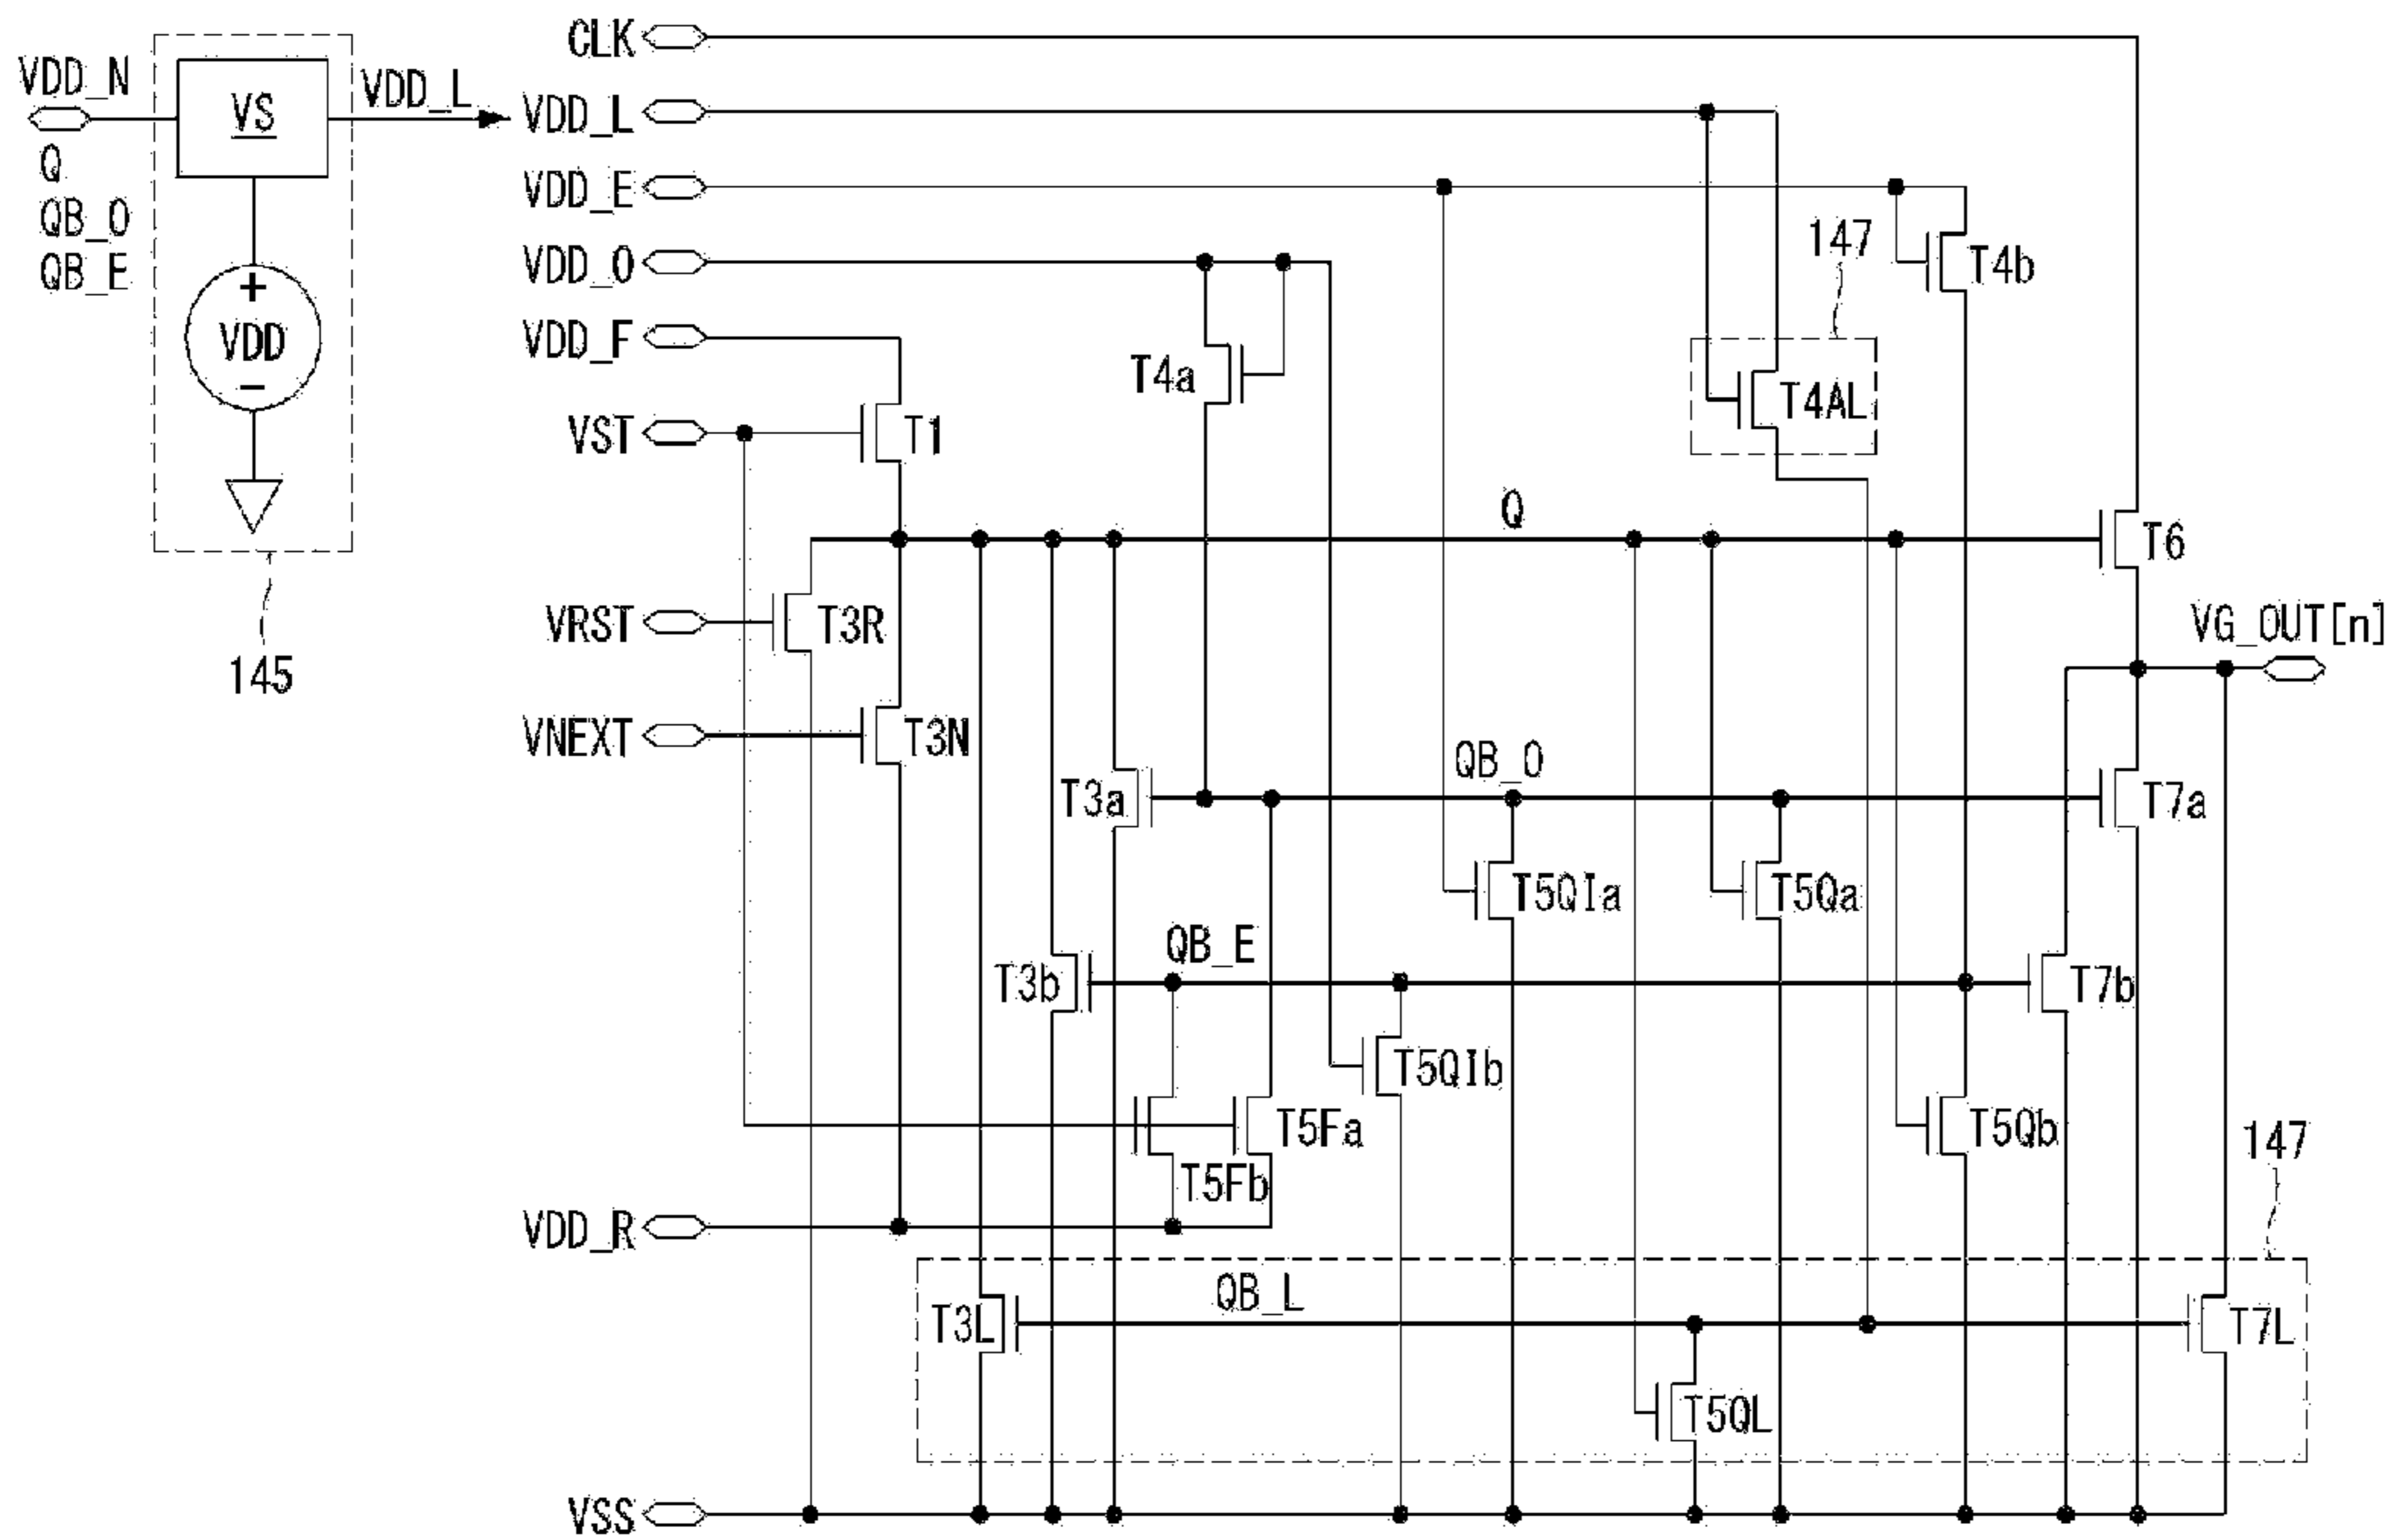 CLK
VDD_N
VS
VDD_L
VDD_L
Q
VDD_E
QB_O
147
QB_E
VDD_O
T4b
VDD
VDD_F
T4a
T4AL
VST
T1
Q
T6
VRST
T3R
VG_OUT[n]
145
VNEXT
T3N
QB_O
T3a
T7a
T5QIa
T5Qa
QB_E
T3b
T7b
T5QIb
T5Fa
T5Qb
147
T5Fb
VDD_R
QB_L
T3L
T7L
T5QL
VSS